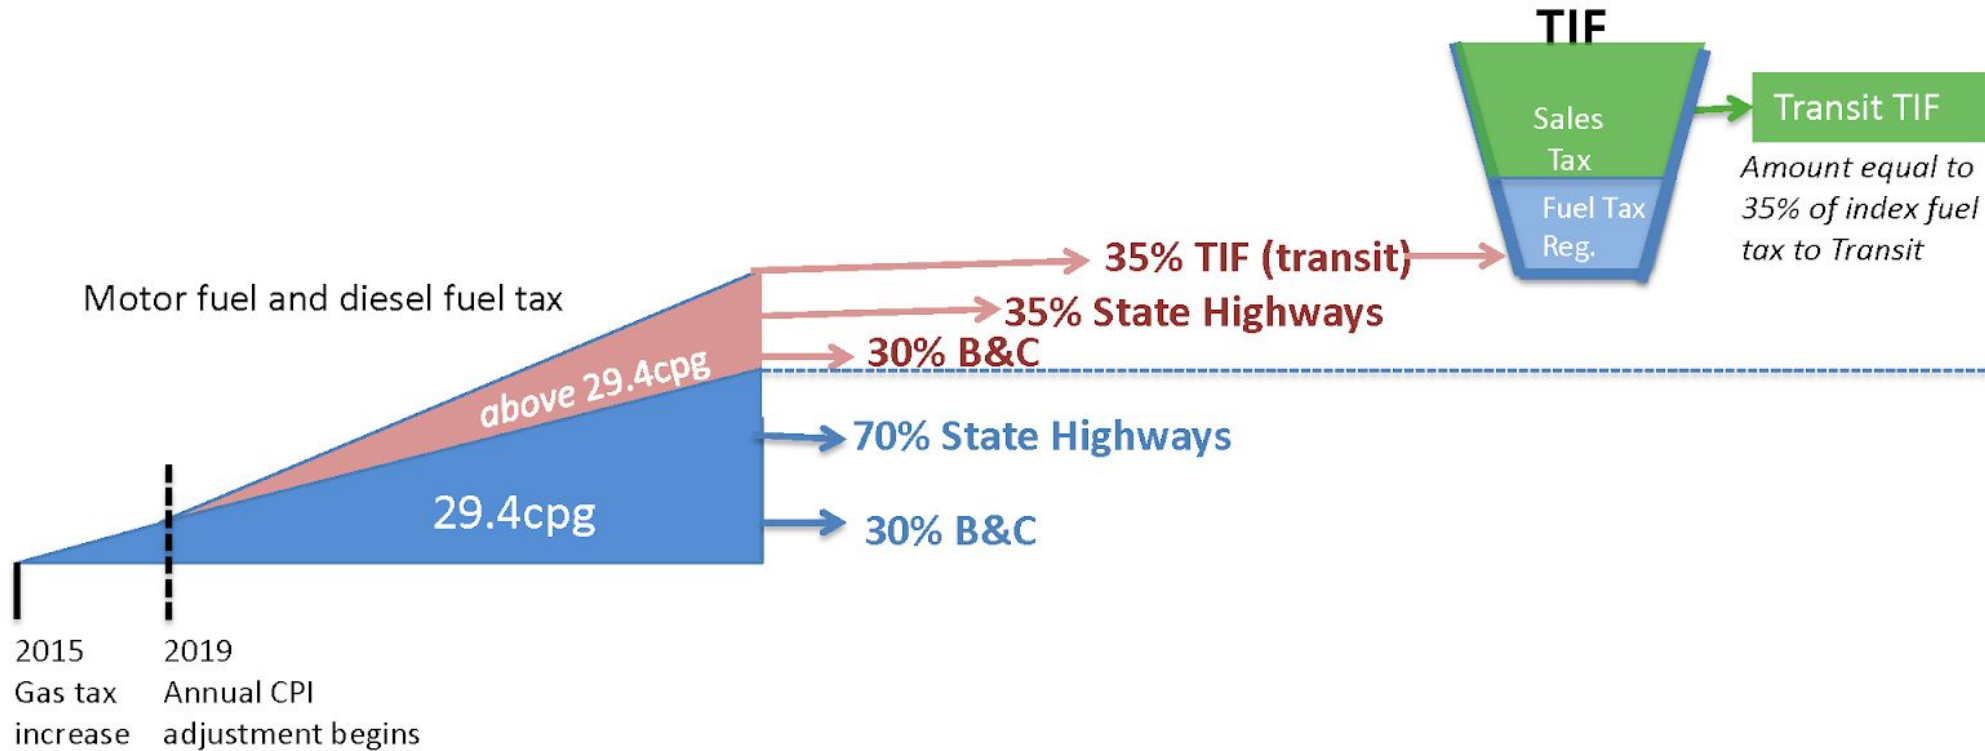 TIF
Sales
Tax
Fuel Tax
Reg.
Transit TIF
Amount equal to
35% of index fuel
tax to Transit
Motor fuel and diesel fuel tax
35% TIF (transit)
35% State Highways
30% B&C
above 29.4cpg
70% State Highways
29.4cpg
30% B&C
2015
Gas tax
increase
2019
Annual CPI
adjustment begins